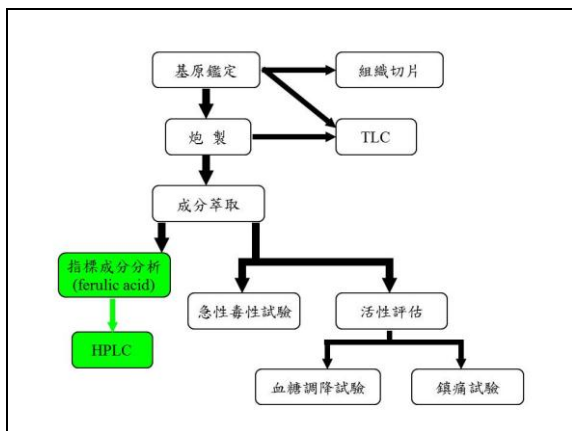 基原鑑定
組織切片
炮 製
TLC
成分萃取
指標成分分析
(ferulic acid)
急性毒性試驗
活性評估
HPLC
血糖調降試驗
鎮痛試驗